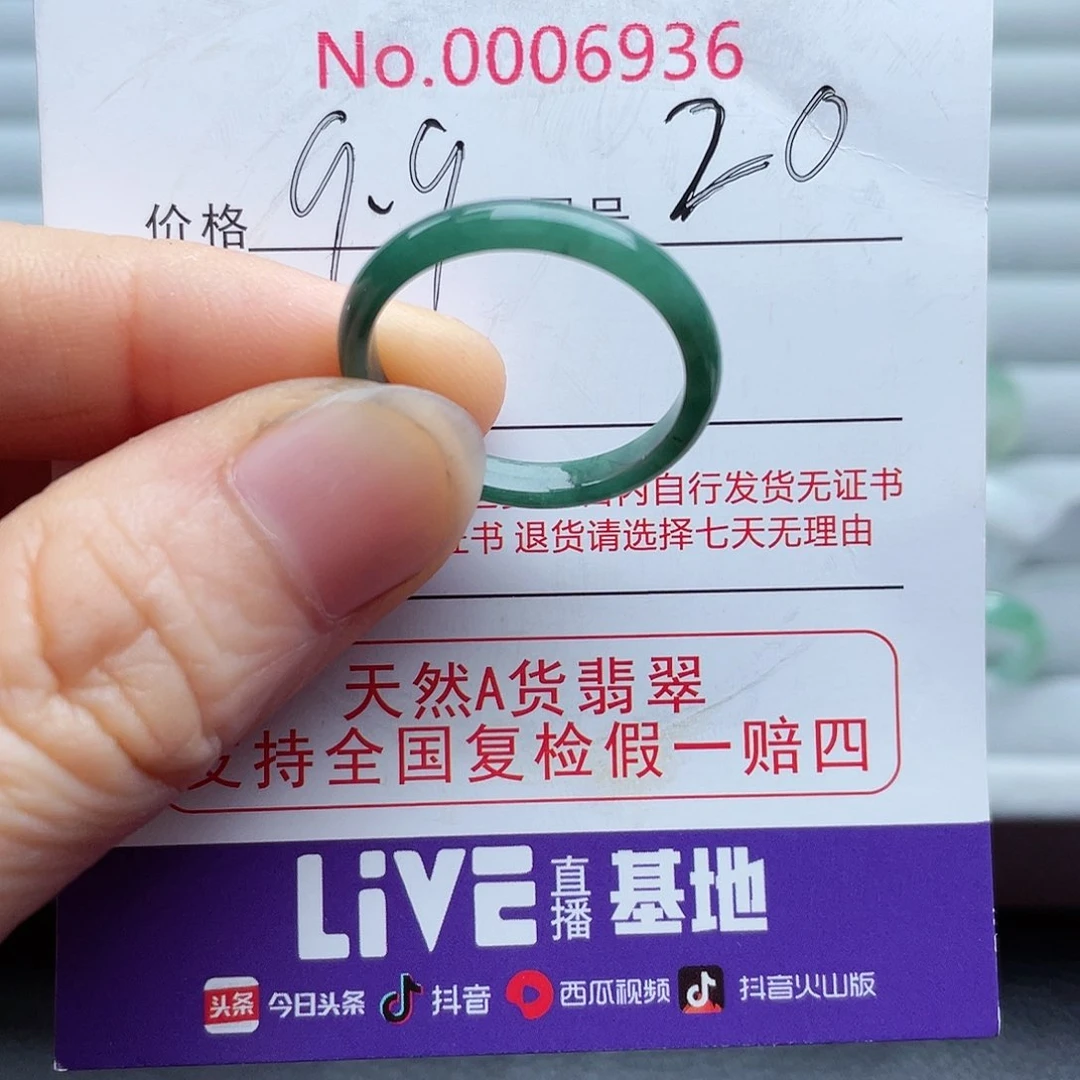 No.0006936
价格 9.9 20
内自行发货无证书
证书 退货请选择七天无理由
天然A货翡翠
支持全国复检假一赔四
LiVE 直播 基地
头条 今日头条 抖音 西瓜视频 抖音火山版